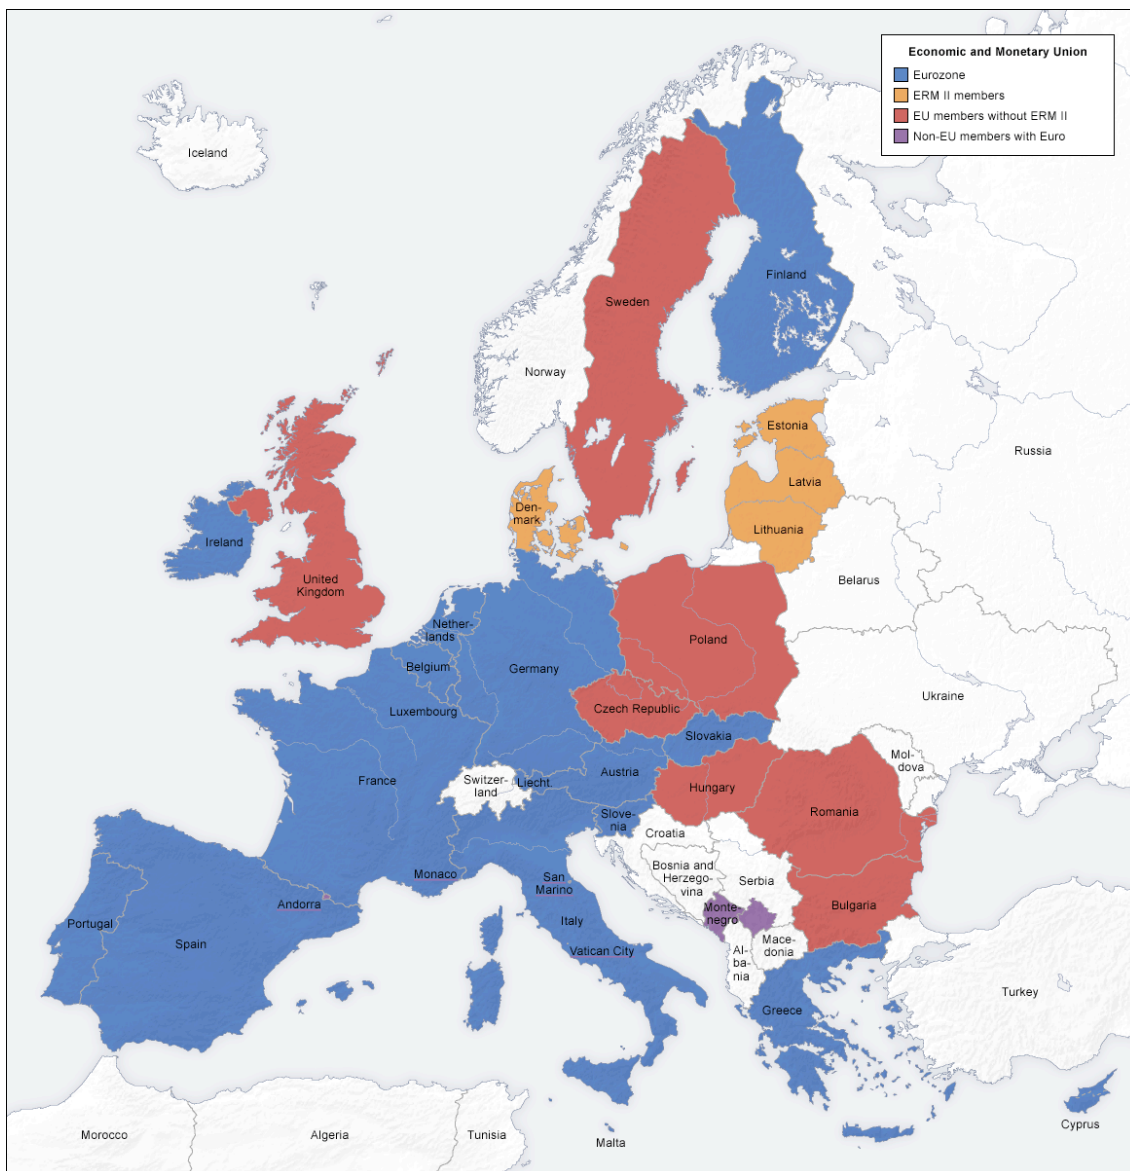 Economic and Monetary Union
Eurozone
ERM II members
EU members without ERM II
Non-EU members with Euro
Iceland
Finland
Sweden
Norway
Estonia
Russia
Latvia
Den-
mark
Lithuania
Ireland
United
Kingdom
Belarus
Nether-
lands
Poland
Belgium
Germany
Ukraine
Luxembourg
Czech Republic
Slovakia
Mol-
dova
France
Switzer-
land
Liecht.
Austria
Hungary
Romania
Slove-
nia
Croatia
Bosnia and
Herzego-
vina
Serbia
Monaco
San
Marino
Andorra
Monte-
negro
Bulgaria
Portugal
Spain
Italy
Vatican City
Mace-
donia
Al-
ba-
nia
Turkey
Greece
Cyprus
Morocco
Algeria
Tunisia
Malta